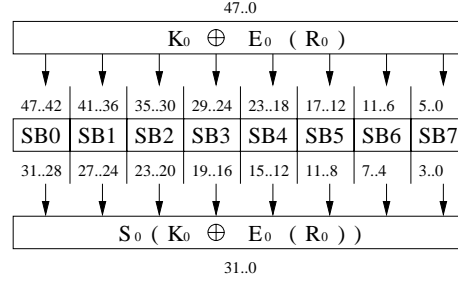 47..0
K₀ ⊕ E₀ ( R₀ )
47..42 41..36 35..30 29..24 23..18 17..12 11..6 5..0
SB0 SB1 SB2 SB3 SB4 SB5 SB6 SB7
31..28 27..24 23..20 19..16 15..12 11..8 7..4 3..0
S₀ ( K₀ ⊕ E₀ ( R₀ ) )
31..0